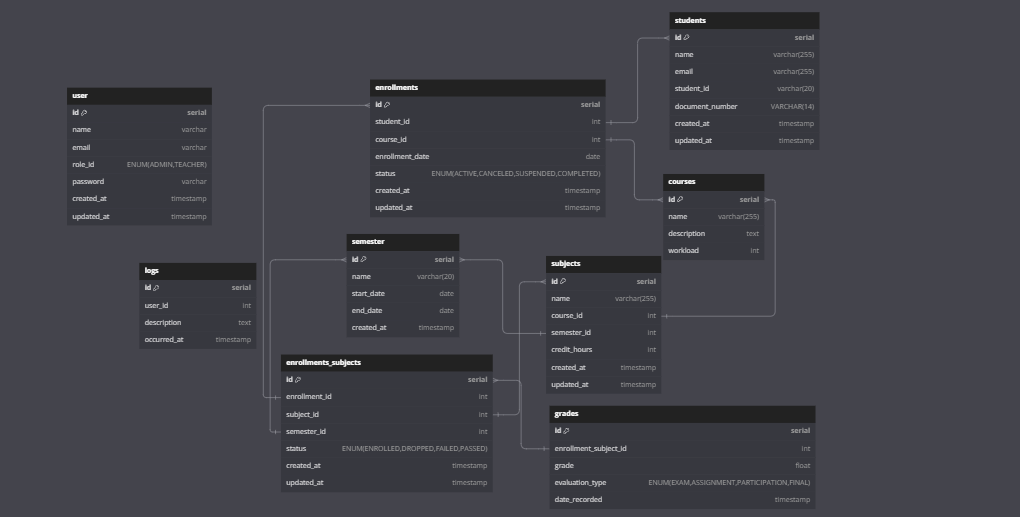 students
id serial
name varchar(255)
email varchar(255)
student_id varchar(20)
document_number VARCHAR(14)
created_at timestamp
updated_at timestamp
user
id serial
name varchar
email varchar
role_id ENUM(ADMIN,TEACHER)
password varchar
created_at timestamp
updated_at timestamp
enrollments
id serial
student_id int
course_id int
enrollment_date date
status ENUM(ACTIVE,CANCELED,SUSPENDED,COMPLETED)
created_at timestamp
updated_at timestamp
courses
id serial
name varchar(255)
description text
workload int
semester
id serial
name varchar(20)
start_date date
end_date date
created_at timestamp
logs
id serial
user_id int
description text
occurred_at timestamp
subjects
id serial
name varchar(255)
course_id int
semester_id int
credit_hours int
created_at timestamp
updated_at timestamp
enrollments_subjects
id serial
enrollment_id int
subject_id int
semester_id int
status ENUM(ENROLLED,DROPPED,FAILED,PASSED)
created_at timestamp
updated_at timestamp
grades
id serial
enrollment_subject_id int
grade float
evaluation_type ENUM(EXAM,ASSIGNMENT,PARTICIPATION,FINAL)
date_recorded timestamp